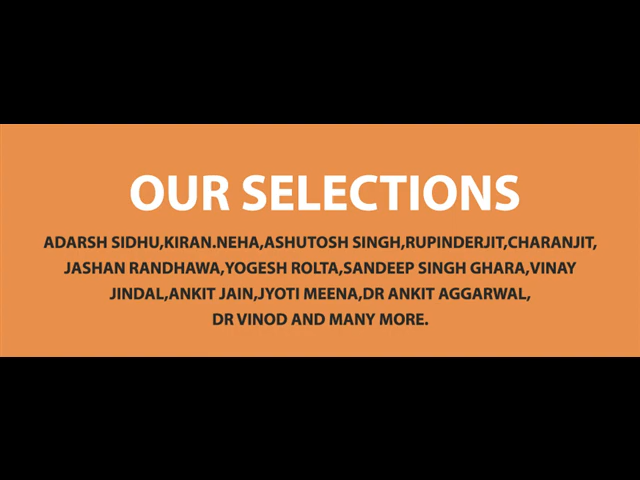 OUR SELECTIONS
ADARSH SIDHU,KIRAN.NEHA,ASHUTOSH SINGH,RUPINDERJIT,CHARANJIT,
JASHAN RANDHAWA,YOGESH ROLTA,SANDEEP SINGH GHARA,VINAY
JINDAL,ANKIT JAIN,JYOTI MEENA,DR ANKIT AGGARWAL,
DR VINOD AND MANY MORE.